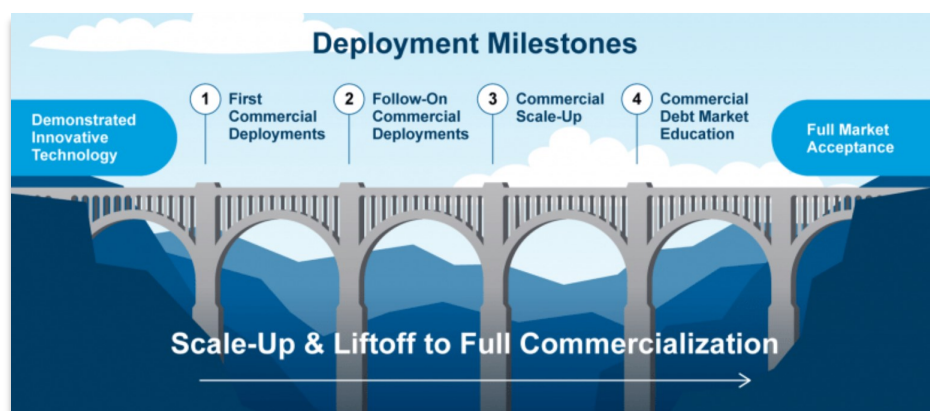 Deployment Milestones
Demonstrated
Innovative
Technology
1
First
Commercial
Deployments
2
Follow-On
Commercial
Deployments
3
Commercial
Scale-Up
4
Commercial
Debt Market
Education
Full Market
Acceptance
Scale-Up & Liftoff to Full Commercialization